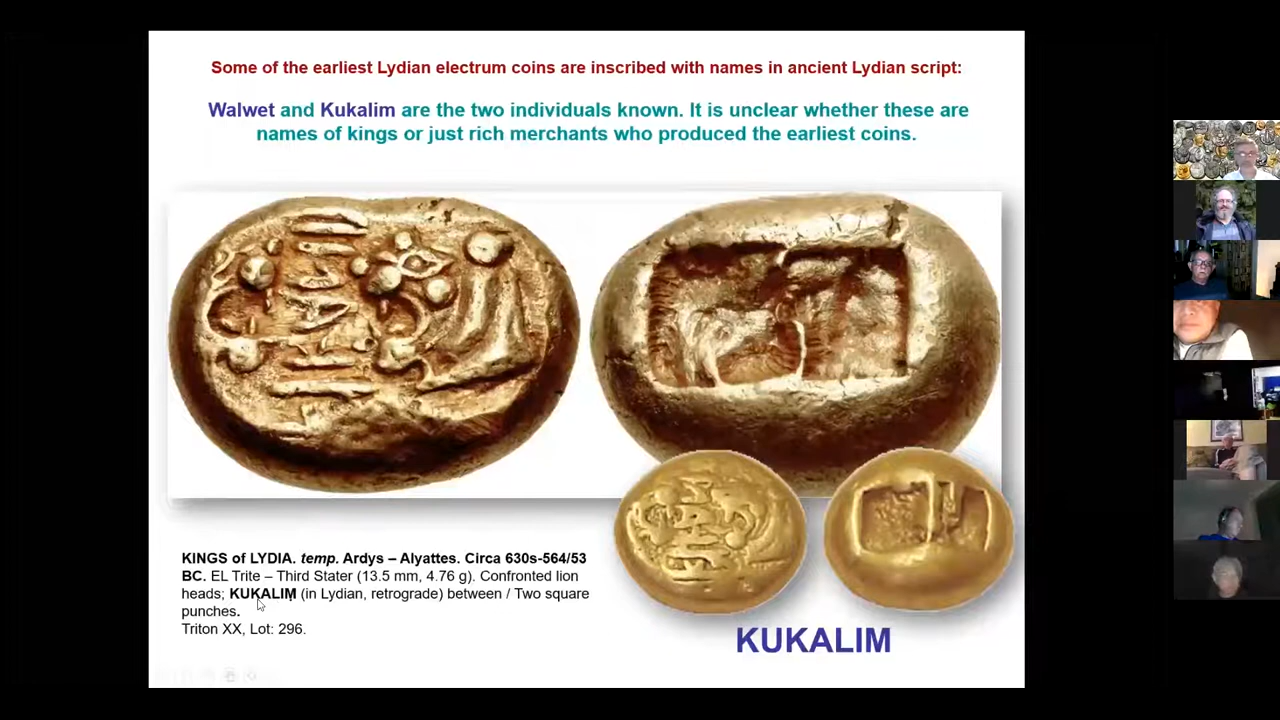 Some of the earliest Lydian electrum coins are inscribed with names in ancient Lydian script:
Walwet and Kukalim are the two individuals known. It is unclear whether these are
names of kings or just rich merchants who produced the earliest coins.
KINGS of LYDIA. temp. Ardys – Alyattes. Circa 630s-564/53
BC. EL Trite – Third Stater (13.5 mm, 4.76 g). Confronted lion
heads; KUKALIM (in Lydian, retrograde) between / Two square
punches.
Triton XX, Lot: 296.
KUKALIM